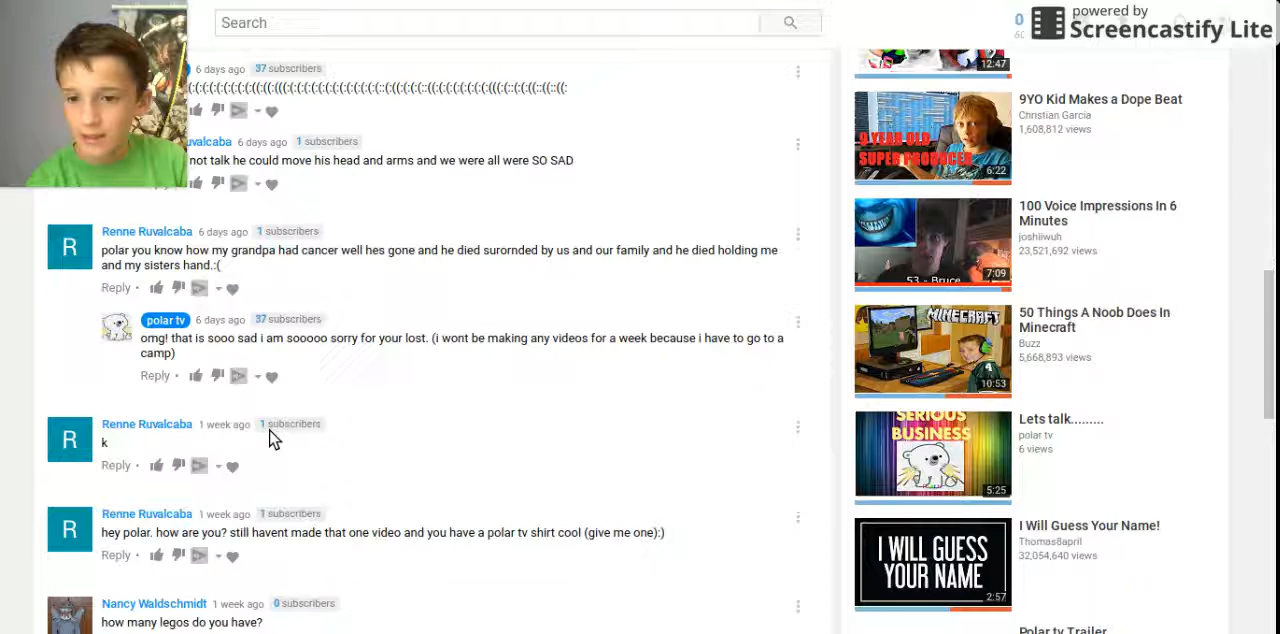 Search
0
60
powered by
Screencastify Lite
6 days ago 37 subscribers
6 days ago 1 subscribers
not talk he could move his head and arms and we were all were SO SAD
Renne Ruvalcaba 6 days ago 1 subscribers
polar you know how my grandpa had cancer well hes gone and he died surornded by us and our family and he died holding me
and my sisters hand.:(
Reply
polar tv 6 days ago 37 subscribers
omg! that is sooo sad i am sooooo sorry for your lost. (i wont be making any videos for a week because i have to go to a
camp)
Reply
Renne Ruvalcaba 1 week ago 1 subscribers
k
Reply
Renne Ruvalcaba 1 week ago 1 subscribers
hey polar. how are you? still havent made that one video and you have a polar tv shirt cool (give me one):)
Reply
Nancy Waldschmidt 1 week ago 0 subscribers
how many legos do you have?
12:47
9 YEAR OLD
SUPER PRODUCER
6:22
9YO Kid Makes a Dope Beat
Christian Garcia
1,608,812 views
53 - Bruce
7:09
100 Voice Impressions In 6
Minutes
joshiiwuh
23,521,692 views
MINECRAFT
10:53
50 Things A Noob Does In
Minecraft
Buzz
5,668,893 views
SERIOUS
BUSINESS
5:25
Lets talk.........
polar tv
6 views
I WILL GUESS
YOUR NAME
2:57
I Will Guess Your Name!
Thomas8april
32,054,640 views
Polar tv Trailer